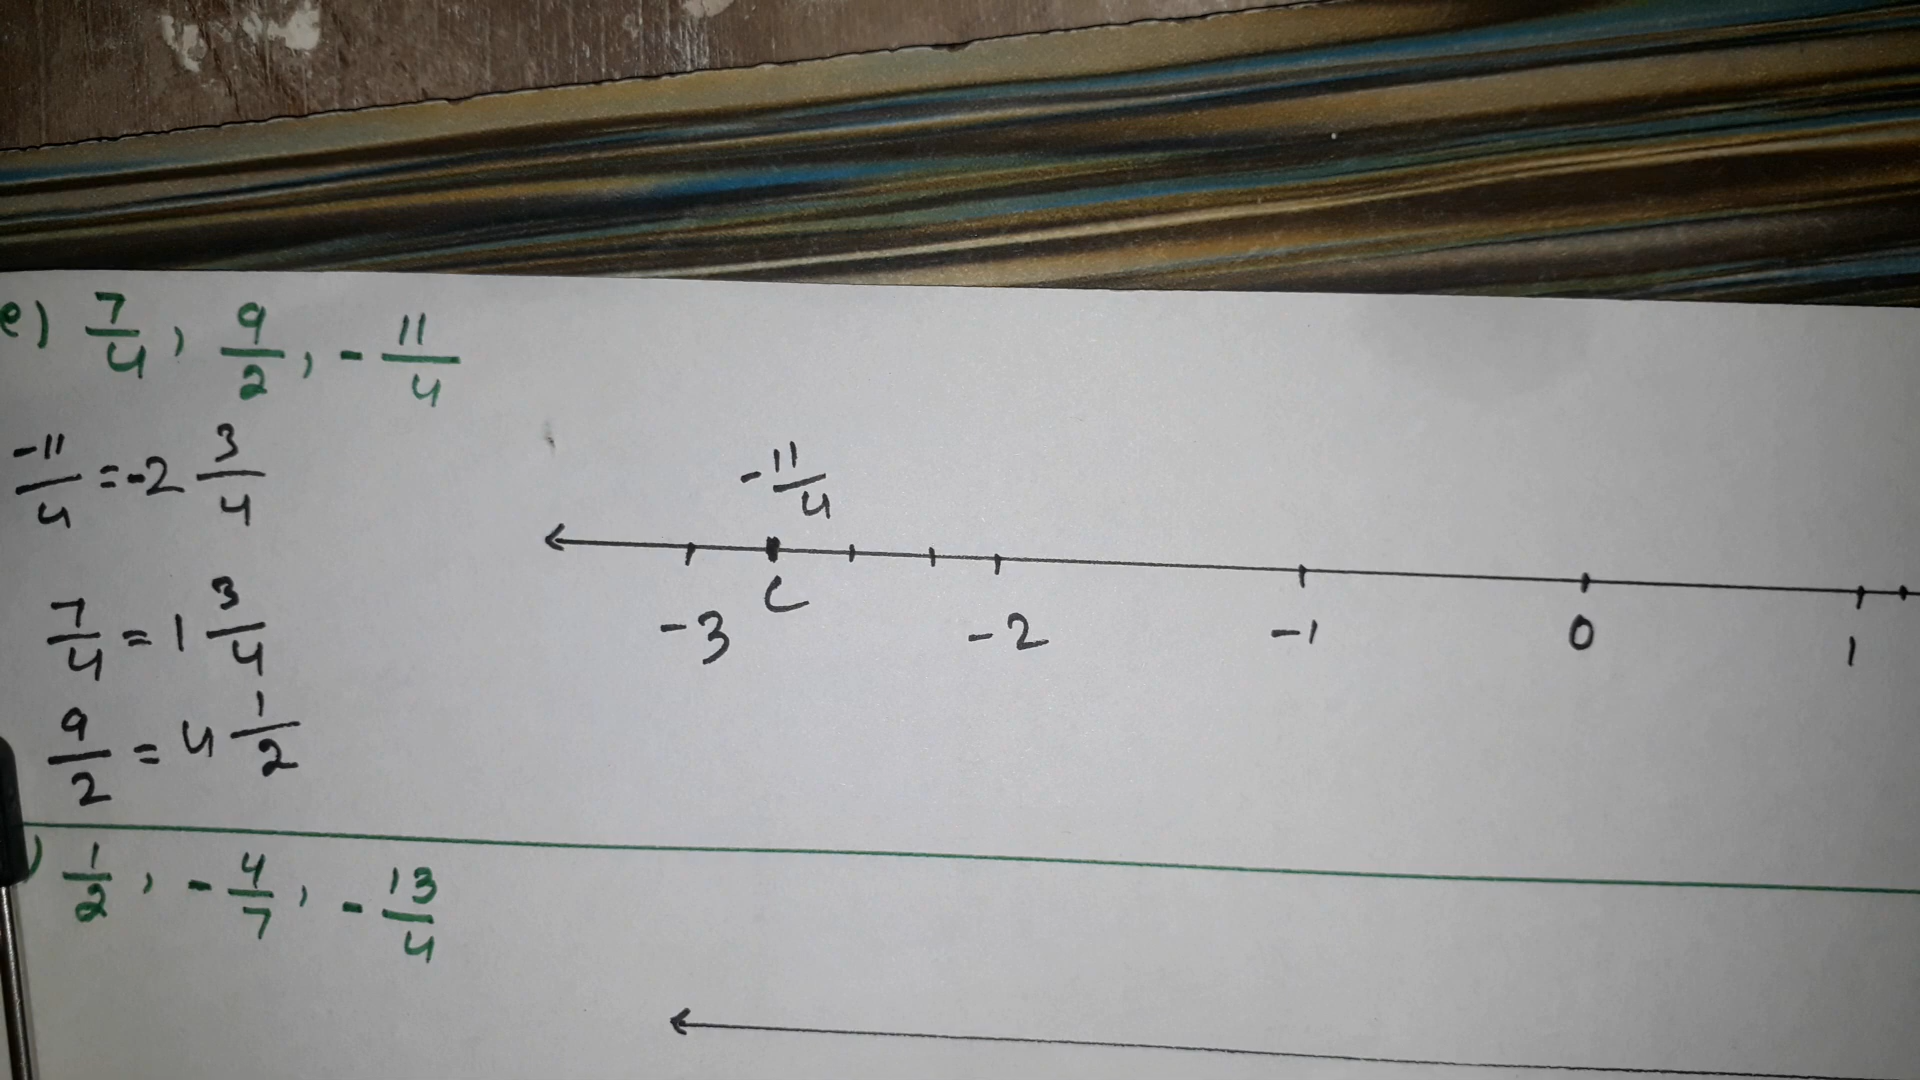 e) 7/4, 9/2, -11/4
-11/4 = -2 3/4
-11/4
C
-3 -2 -1 0 1
7/4 = 1 3/4
9/2 = 4 1/2
) 1/2, -4/7, -13/4